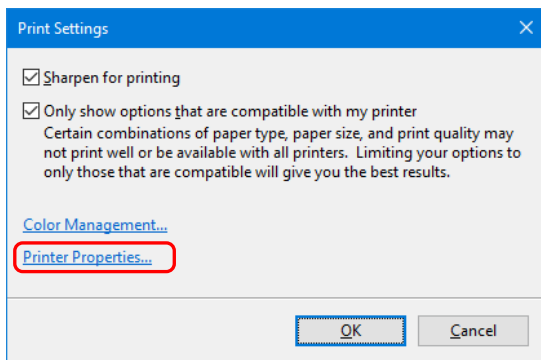 Print Settings
Sharpen for printing
Only show options that are compatible with my printer
Certain combinations of paper type, paper size, and print quality may
not print well or be available with all printers. Limiting your options to
only those that are compatible will give you the best results.
Color Management...
Printer Properties...
OK
Cancel